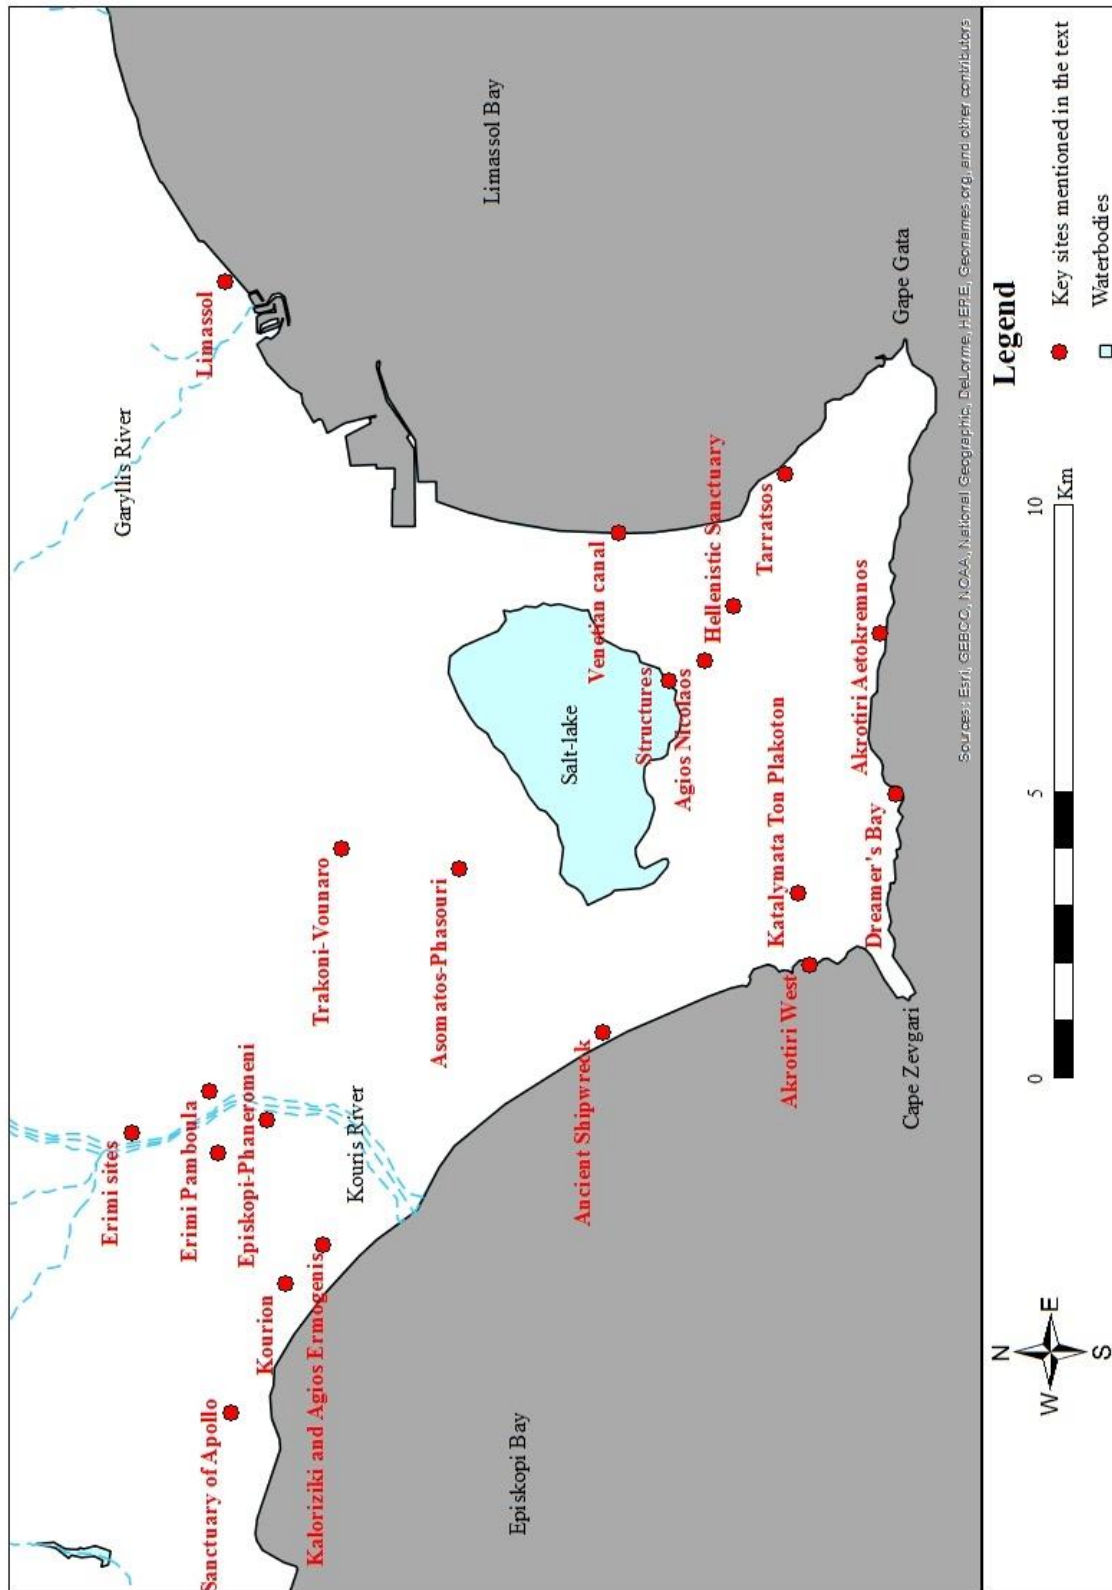 Garyllis River
Limassol
Limassol Bay
Erimi sites
Erimi Pamboula
Episkopi-Phaneromeni
Trakoni-Vounaro
Kouris River
Sanctuary of Apollo
Kourion
Kaloriziki and Agios Ermogenis
Asomatos-Phasouri
Salt-lake
Venetian canal
Episkopi Bay
Ancient Shipwreck
Structures
Agios Nicolaos
Hellenistic Sanctuary
Tarratsos
Katalymata Ton Plakoton
Akrotiri West
Akrotiri Aetokremnos
Dreamer's Bay
Cape Zevgari
Gape Gata
Sources: Esri, GEBCO, NOAA, National Geographic, DeLorme, HERE, Geonames.org, and other contributors
N
W
E
S
0
5
10
Km
Legend
Key sites mentioned in the text
Waterbodies